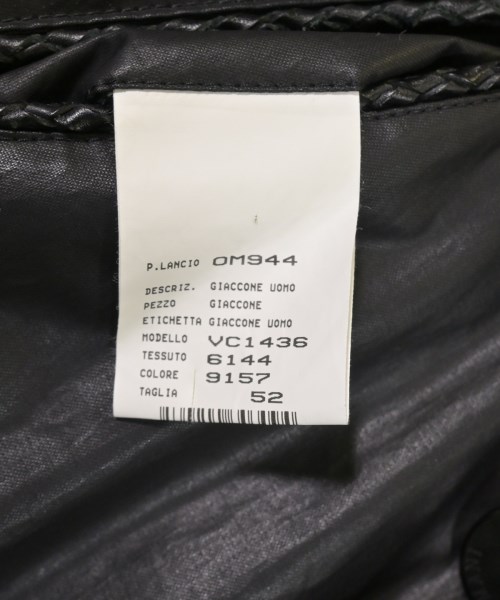 P.LANCIO OM944
DESCRIZ. GIACCONE UOMO
PEZZO GIACCONE
ETICHETTA GIACCONE UOMO
MODELLO VC1436
TESSUTO 6144
COLORE 9157
TAGLIA 52